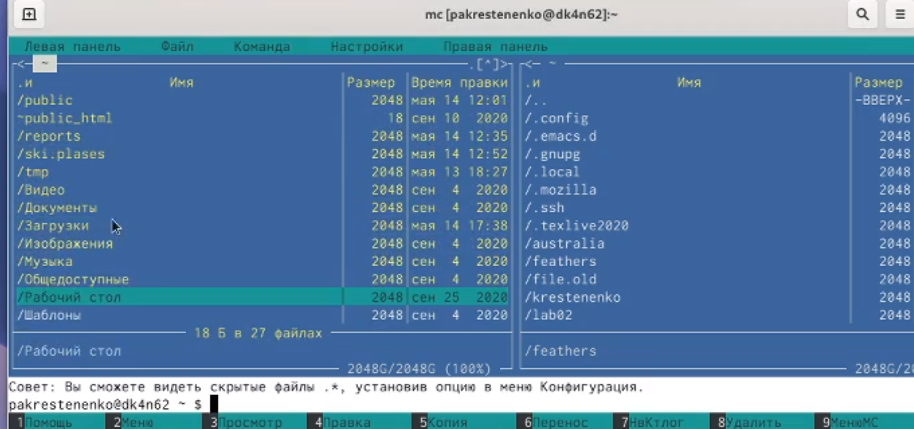 mc [pakrestenenko@dk4n62]:~
Левая панель Файл Команда Настройки Правая панель
<— ~ .[^]> <— ~
.и Имя Размер Время правки .и Имя Размер
/public 2048 мая 14 12:01 /.. -ВВЕРХ-
~public_html 18 сен 10 2020 /.config 4096
/reports 2048 мая 14 12:35 /.emacs.d 2048
/ski.plases 2048 мая 14 12:52 /.gnupg 2048
/tmp 2048 мая 13 18:27 /.local 2048
/Видео 2048 сен 4 2020 /.mozilla 2048
/Документы 2048 сен 4 2020 /.ssh 2048
/Загрузки 2048 мая 14 17:38 /.texlive2020 2048
/Изображения 2048 сен 4 2020 /australia 2048
/Музыка 2048 сен 4 2020 /feathers 2048
/Общедоступные 2048 сен 4 2020 /file.old 2048
/Рабочий стол 2048 сен 25 2020 /krestenenko 2048
/Шаблоны 2048 сен 4 2020 /lab02 2048
18 Б в 27 файлах
/Рабочий стол /feathers
2048G/2048G (100%) 2048G/20
Совет: Вы сможете видеть скрытые файлы .*, установив опцию в меню Конфигурация.
pakrestenenko@dk4n62 ~ $
1Помощь 2Меню 3Просмотр 4Правка 5Копия 6Перенос 7НвКтлог 8Удалить 9МенюМС